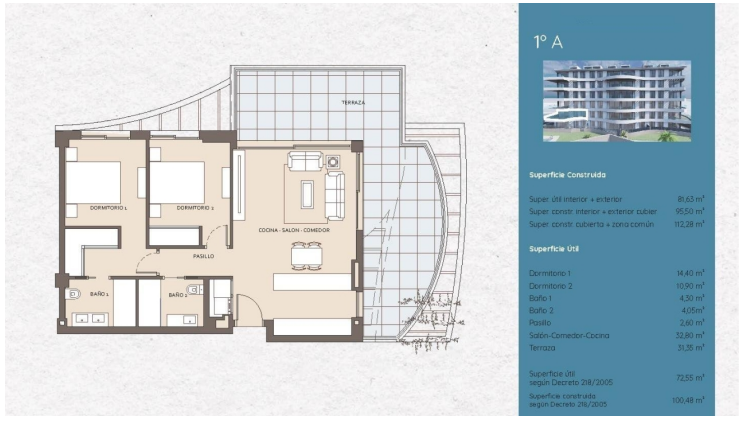 TERRAZA
DORMITORIO 1
DORMITORIO 2
COCINA - SALON - COMEDOR
PASILLO
BAÑO 1
BAÑO 2
1º A
Superficie Construida
Super útil interior + exterior 81,63 m²
Super constr. interior + exterior cubier 95,50 m²
Super constr. cubierta + zona común 112,28 m²
Superficie Útil
Dormitorio 1 14,40 m²
Dormitorio 2 10,90 m²
Baño 1 4,30 m²
Baño 2 4,05m²
Pasillo 2,60 m²
Salón-Comedor-Cocina 32,80 m²
Terraza 31,35 m²
Superficie útil
según Decreto 218/2005 72,55 m²
Superficie construida
según Decreto 218/2005 100,48 m²